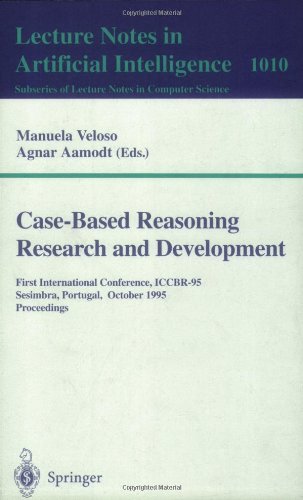 Lecture Notes in
Artificial Intelligence 1010
Subseries of Lecture Notes in Computer Science
Manuela Veloso
Agnar Aamodt (Eds.)
Case-Based Reasoning
Research and Development
First International Conference, ICCBR-95
Sesimbra, Portugal, October 1995
Proceedings
Springer